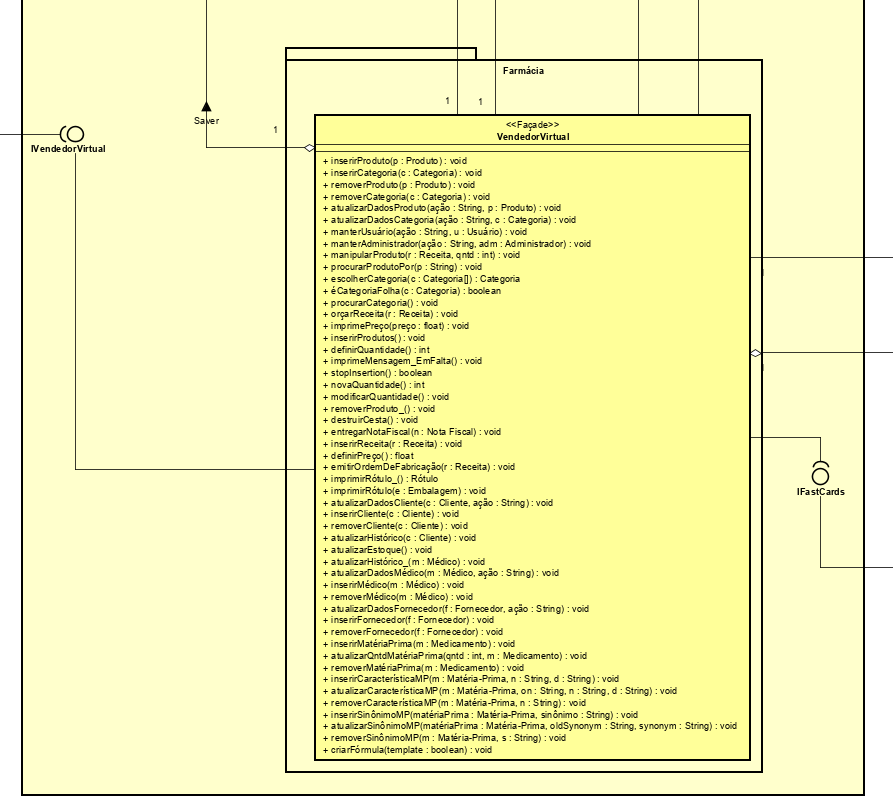 Farmácia
1
1
Saver
1
IVendedorVirtual
<<Façade>>
VendedorVirtual
+ inserirProduto(p : Produto) : void
+ inserirCategoria(c : Categoria) : void
+ removerProduto(p : Produto) : void
+ removerCategoria(c : Categoria) : void
+ atualizarDadosProduto(ação : String, p : Produto) : void
+ atualizarDadosCategoria(ação : String, c : Categoria) : void
+ manterUsuário(ação : String, u : Usuário) : void
+ manterAdministrador(ação : String, adm : Administrador) : void
+ manipularProduto(r : Receita, qntd : int) : void
+ procurarProdutoPor(p : String) : void
+ escolherCategoria(c : Categoria[]) : Categoria
+ éCategoriaFolha(c : Categoria) : boolean
+ procurarCategoria() : void
+ orçarReceita(r : Receita) : void
+ imprimePreço(preço : float) : void
+ inserirProdutos() : void
+ definirQuantidade() : int
+ imprimeMensagem_EmFalta() : void
+ stopInsertion() : boolean
+ novaQuantidade() : int
+ modificarQuantidade() : void
+ removerProduto_() : void
+ destruirCesta() : void
+ entregarNotaFiscal(n : Nota Fiscal) : void
+ inserirReceita(r : Receita) : void
+ definirPreço() : float
+ emitirOrdemDeFabricação(r : Receita) : void
+ imprimirRótulo_() : Rótulo
+ imprimirRótulo(e : Embalagem) : void
+ atualizarDadosCliente(c : Cliente, ação : String) : void
+ inserirCliente(c : Cliente) : void
+ removerCliente(c : Cliente) : void
+ atualizarHistórico(c : Cliente) : void
+ atualizarEstoque() : void
+ atualizarHistórico_(m : Médico) : void
+ atualizarDadosMédico(m : Médico, ação : String) : void
+ inserirMédico(m : Médico) : void
+ removerMédico(m : Médico) : void
+ atualizarDadosFornecedor(f : Fornecedor, ação : String) : void
+ inserirFornecedor(f : Fornecedor) : void
+ removerFornecedor(f : Fornecedor) : void
+ inserirMatériaPrima(m : Medicamento) : void
+ atualizarQntdMatériaPrima(qntd : int, m : Medicamento) : void
+ removerMatériaPrima(m : Medicamento) : void
+ inserirCaracterísticaMP(m : Matéria-Prima, n : String, d : String) : void
+ atualizarCaracterísticaMP(m : Matéria-Prima, on : String, n : String, d : String) : void
+ removerCaracterísticaMP(m : Matéria-Prima, n : String) : void
+ inserirSinônimoMP(matériaPrima : Matéria-Prima, sinônimo : String) : void
+ atualizarSinônimoMP(matériaPrima : Matéria-Prima, oldSynonym : String, synonym : String) : void
+ removerSinônimoMP(m : Matéria-Prima, s : String) : void
+ criarFórmula(template : boolean) : void
IFastCards